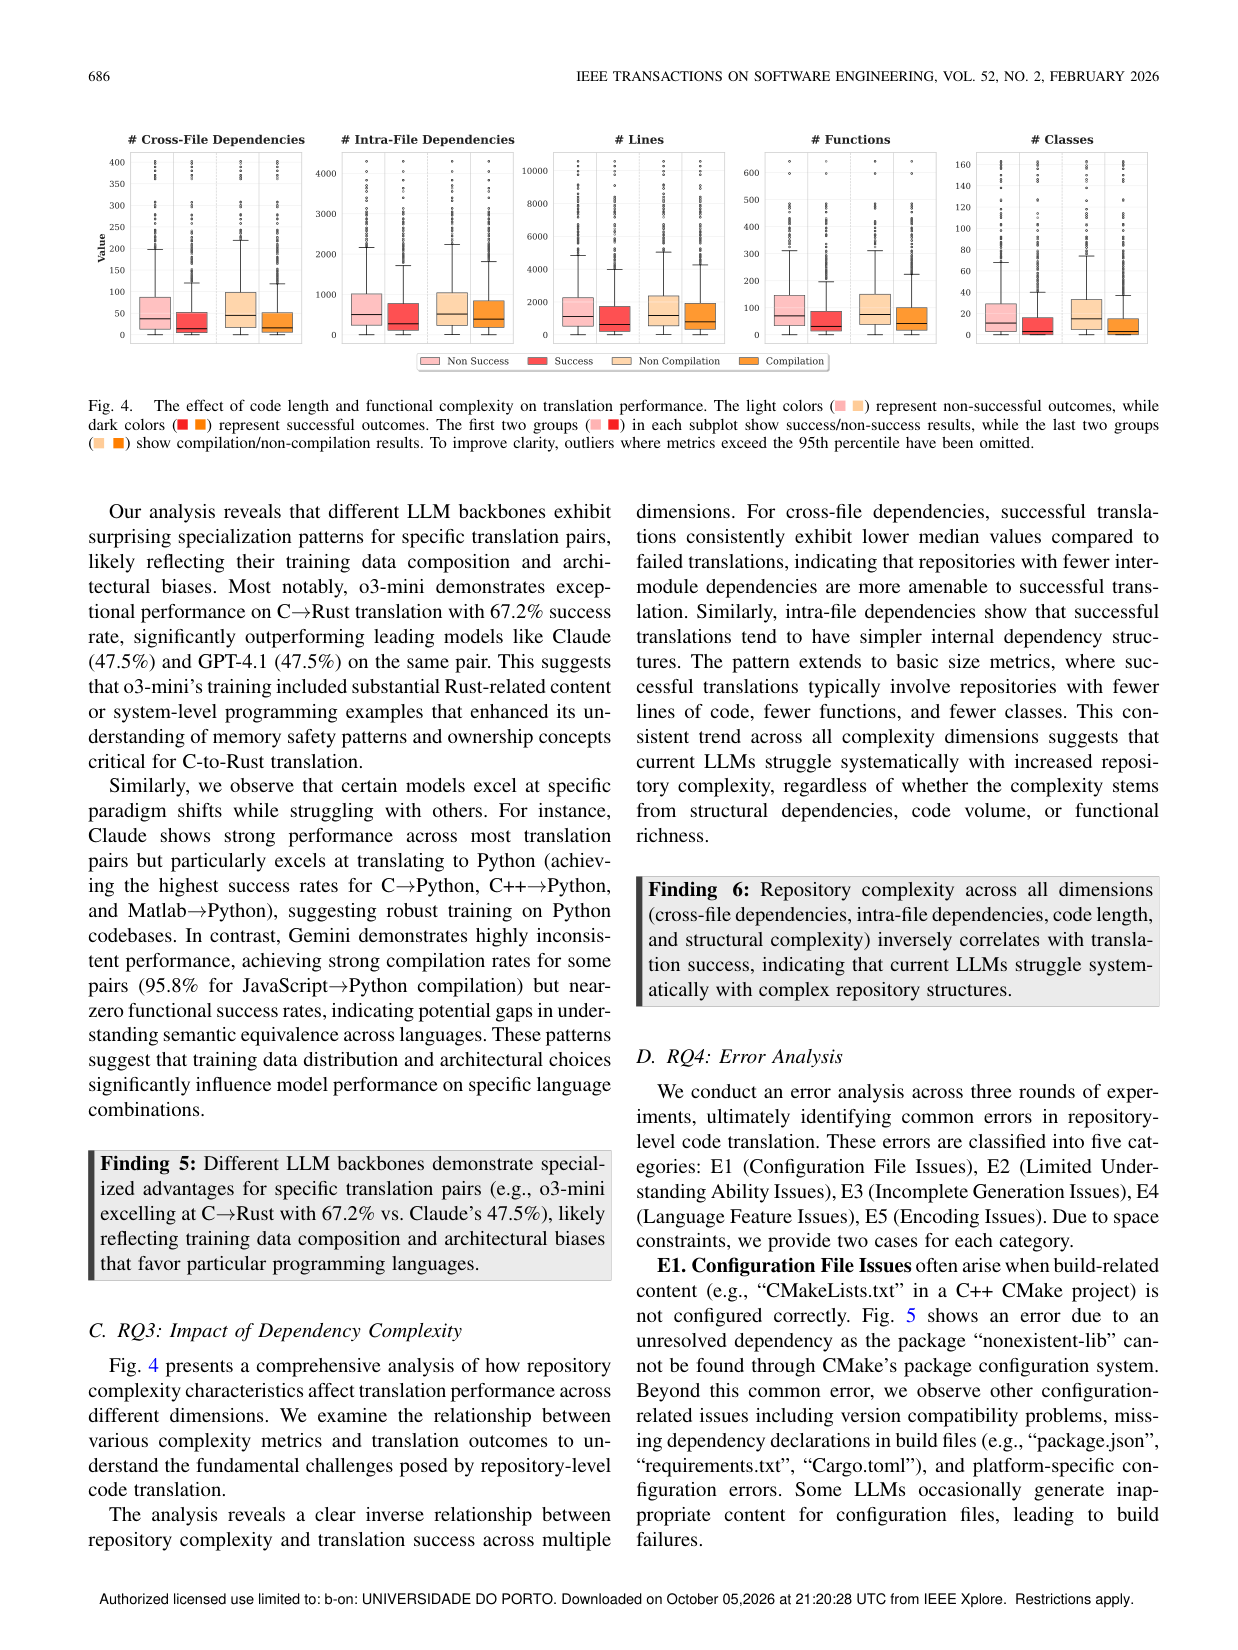 686
IEEE TRANSACTIONS ON SOFTWARE ENGINEERING, VOL. 52, NO. 2, FEBRUARY 2026
# Cross-File Dependencies
# Intra-File Dependencies
# Lines
# Functions
# Classes
Value
400
350
300
250
200
150
100
50
0
4000
3000
2000
1000
0
10000
8000
6000
4000
2000
0
600
500
400
300
200
100
0
160
140
120
100
80
60
40
20
0
Non Success
Success
Non Compilation
Compilation
Fig. 4. The effect of code length and functional complexity on translation performance. The light colors ( ) represent non-successful outcomes, while
dark colors ( ) represent successful outcomes. The first two groups ( ) in each subplot show success/non-success results, while the last two groups
( ) show compilation/non-compilation results. To improve clarity, outliers where metrics exceed the 95th percentile have been omitted.
Our analysis reveals that different LLM backbones exhibit
surprising specialization patterns for specific translation pairs,
likely reflecting their training data composition and archi-
tectural biases. Most notably, o3-mini demonstrates excep-
tional performance on C→Rust translation with 67.2% success
rate, significantly outperforming leading models like Claude
(47.5%) and GPT-4.1 (47.5%) on the same pair. This suggests
that o3-mini's training included substantial Rust-related content
or system-level programming examples that enhanced its un-
derstanding of memory safety patterns and ownership concepts
critical for C-to-Rust translation.
Similarly, we observe that certain models excel at specific
paradigm shifts while struggling with others. For instance,
Claude shows strong performance across most translation
pairs but particularly excels at translating to Python (achiev-
ing the highest success rates for C→Python, C++→Python,
and Matlab→Python), suggesting robust training on Python
codebases. In contrast, Gemini demonstrates highly inconsis-
tent performance, achieving strong compilation rates for some
pairs (95.8% for JavaScript→Python compilation) but near-
zero functional success rates, indicating potential gaps in under-
standing semantic equivalence across languages. These patterns
suggest that training data distribution and architectural choices
significantly influence model performance on specific language
combinations.
Finding 5: Different LLM backbones demonstrate special-
ized advantages for specific translation pairs (e.g., o3-mini
excelling at C→Rust with 67.2% vs. Claude's 47.5%), likely
reflecting training data composition and architectural biases
that favor particular programming languages.
C. RQ3: Impact of Dependency Complexity
Fig. 4 presents a comprehensive analysis of how repository
complexity characteristics affect translation performance across
different dimensions. We examine the relationship between
various complexity metrics and translation outcomes to un-
derstand the fundamental challenges posed by repository-level
code translation.
The analysis reveals a clear inverse relationship between
repository complexity and translation success across multiple
dimensions. For cross-file dependencies, successful transla-
tions consistently exhibit lower median values compared to
failed translations, indicating that repositories with fewer inter-
module dependencies are more amenable to successful trans-
lation. Similarly, intra-file dependencies show that successful
translations tend to have simpler internal dependency struc-
tures. The pattern extends to basic size metrics, where suc-
cessful translations typically involve repositories with fewer
lines of code, fewer functions, and fewer classes. This con-
sistent trend across all complexity dimensions suggests that
current LLMs struggle systematically with increased reposi-
tory complexity, regardless of whether the complexity stems
from structural dependencies, code volume, or functional
richness.
Finding 6: Repository complexity across all dimensions
(cross-file dependencies, intra-file dependencies, code length,
and structural complexity) inversely correlates with transla-
tion success, indicating that current LLMs struggle system-
atically with complex repository structures.
D. RQ4: Error Analysis
We conduct an error analysis across three rounds of exper-
iments, ultimately identifying common errors in repository-
level code translation. These errors are classified into five cat-
egories: E1 (Configuration File Issues), E2 (Limited Under-
standing Ability Issues), E3 (Incomplete Generation Issues), E4
(Language Feature Issues), E5 (Encoding Issues). Due to space
constraints, we provide two cases for each category.
E1. Configuration File Issues often arise when build-related
content (e.g., “CMakeLists.txt” in a C++ CMake project) is
not configured correctly. Fig. 5 shows an error due to an
unresolved dependency as the package “nonexistent-lib” can-
not be found through CMake's package configuration system.
Beyond this common error, we observe other configuration-
related issues including version compatibility problems, miss-
ing dependency declarations in build files (e.g., “package.json”,
“requirements.txt”, “Cargo.toml”), and platform-specific con-
figuration errors. Some LLMs occasionally generate inap-
propriate content for configuration files, leading to build
failures.
Authorized licensed use limited to: b-on: UNIVERSIDADE DO PORTO. Downloaded on October 05,2026 at 21:20:28 UTC from IEEE Xplore. Restrictions apply.